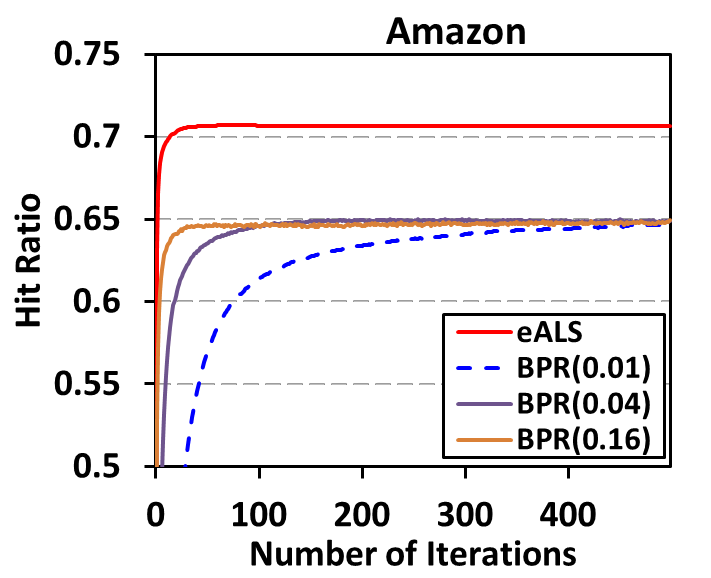 Amazon
Hit Ratio
0.75
0.7
0.65
0.6
0.55
0.5
eALS
BPR(0.01)
BPR(0.04)
BPR(0.16)
0 100 200 300 400
Number of Iterations